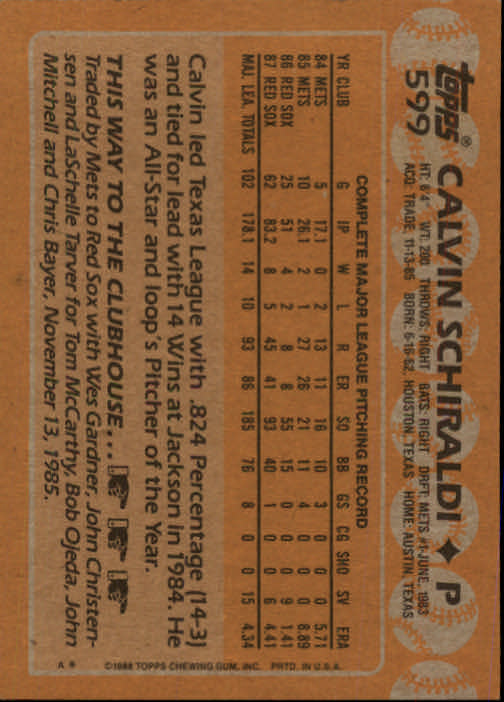 Topps®
599
CALVIN SCHIRALDI ♦ P
HT: 6'4" WT: 200 THROWS: RIGHT BATS: RIGHT DRFT: METS #1-JUNE, 1983
ACQ: TRADE, 11-13-85 BORN: 6-16-62, HOUSTON, TEXAS HOME: AUSTIN, TEXAS
COMPLETE MAJOR LEAGUE PITCHING RECORD
YR CLUB G IP W L R ER SO BB GS CG SHO SV ERA
84 METS 5 17.1 0 2 13 11 16 10 3 0 0 0 5.71
85 METS 10 26.1 2 1 27 26 21 11 4 0 0 0 8.89
86 RED SOX 25 51 4 2 8 8 55 15 0 0 0 9 1.41
87 RED SOX 62 83.2 8 5 45 41 93 40 1 0 0 6 4.41
MAJ. LEA. TOTALS 102 178.1 14 10 93 86 185 76 8 0 0 15 4.34
Calvin led Texas League with .824 Percentage (14-3)
and tied for lead with 14 Wins at Jackson in 1984. He
was an All-Star and loop's Pitcher of the Year.
THIS WAY TO THE CLUBHOUSE...
Traded by Mets to Red Sox with Wes Gardner, John Christen-
sen and LaSchelle Tarver for Tom McCarthy, Bob Ojeda, John
Mitchell and Chris Bayer, November 13, 1985.
A * ©1988 TOPPS CHEWING GUM, INC. PRTD. IN U.S.A.